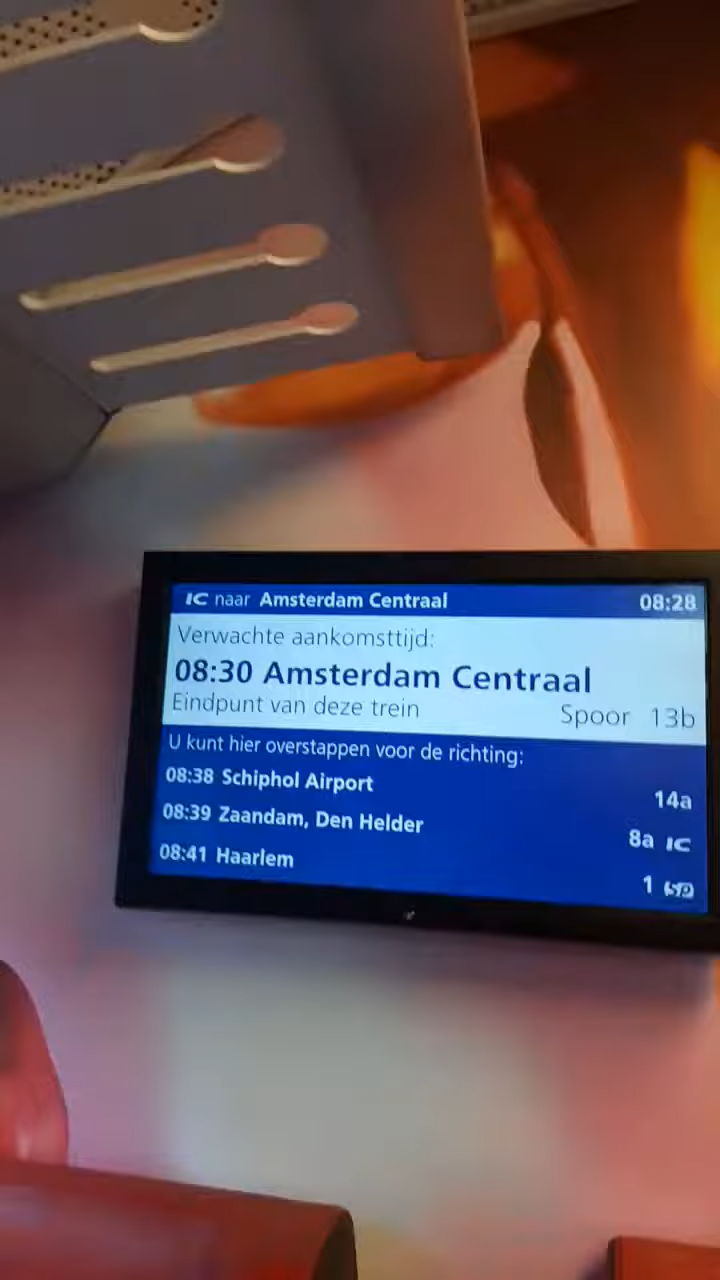 IC naar Amsterdam Centraal 08:28
Verwachte aankomsttijd:
08:30 Amsterdam Centraal
Eindpunt van deze trein Spoor 13b
U kunt hier overstappen voor de richting:
08:38 Schiphol Airport 14a
08:39 Zaandam, Den Helder 8a IC
08:41 Haarlem 1 SPR